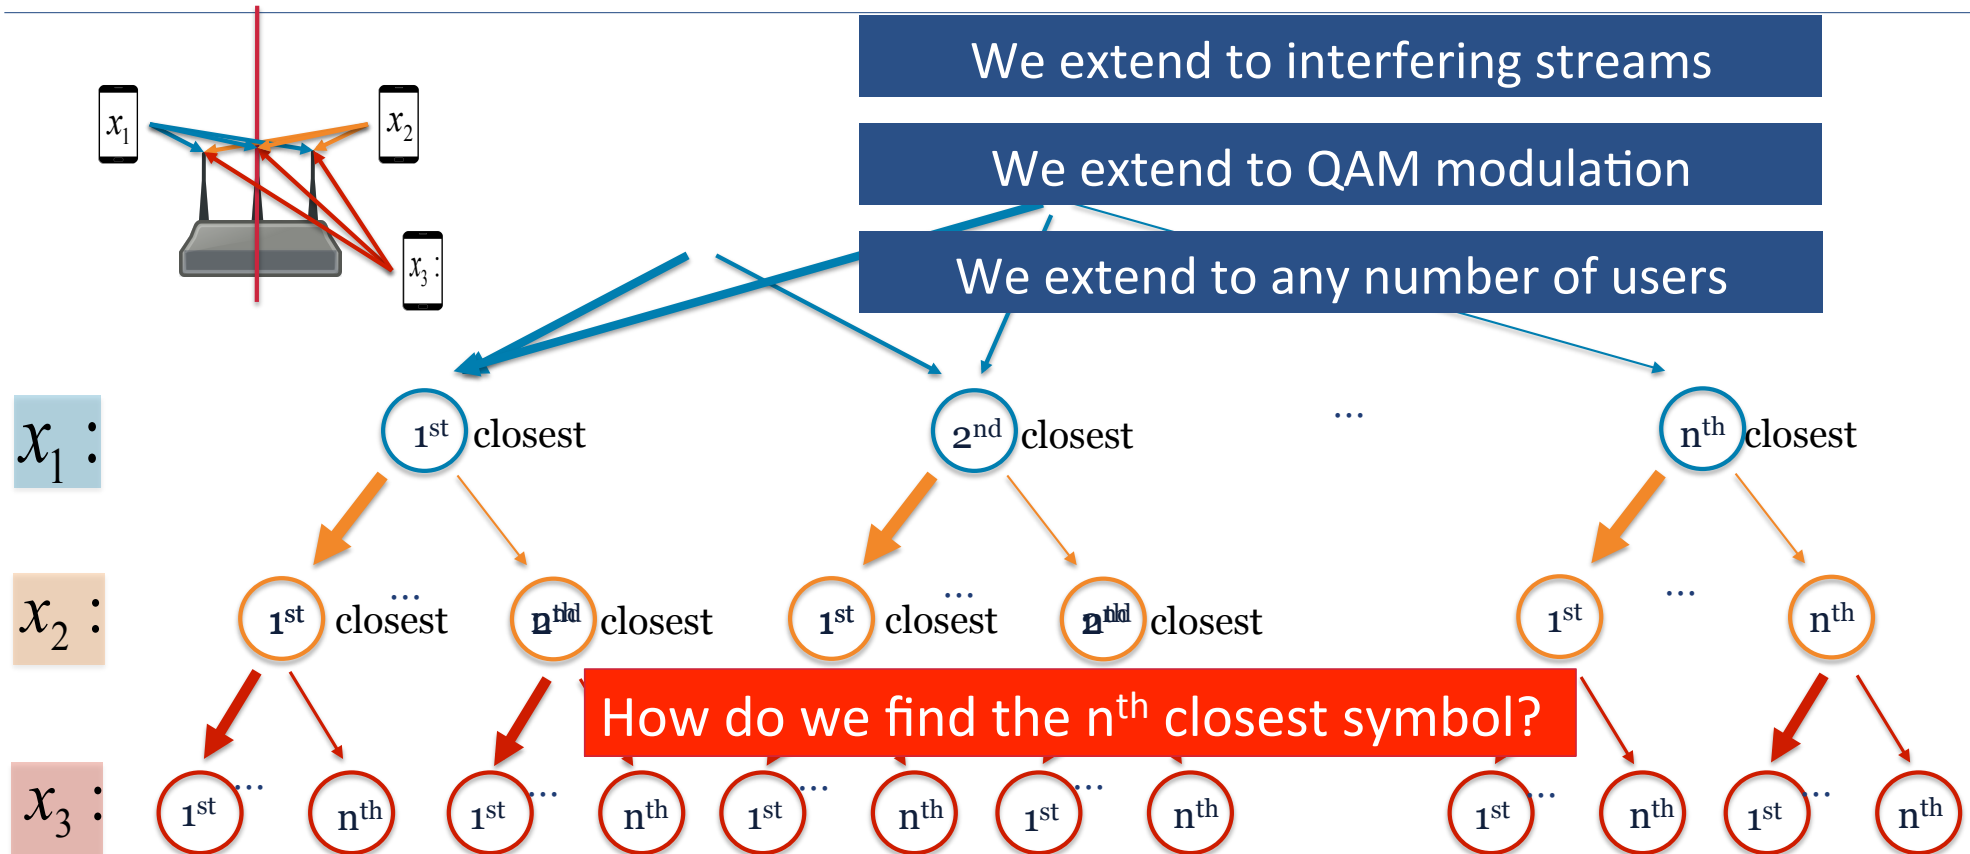 We extend to interfering streams
We extend to QAM modulation
We extend to any number of users
x₁
x₂
x₃ :
x₁ :
1ˢᵗ closest
2ⁿᵈ closest
...
nᵗʰ closest
x₂ :
1ˢᵗ closest
...
closest
1ˢᵗ closest
...
closest
1ˢᵗ
...
nᵗʰ
How do we find the nᵗʰ closest symbol?
x₃ :
1ˢᵗ ... nᵗʰ
1ˢᵗ ... nᵗʰ
1ˢᵗ ... nᵗʰ
1ˢᵗ nᵗʰ
1ˢᵗ ... nᵗʰ
1ˢᵗ ... nᵗʰ